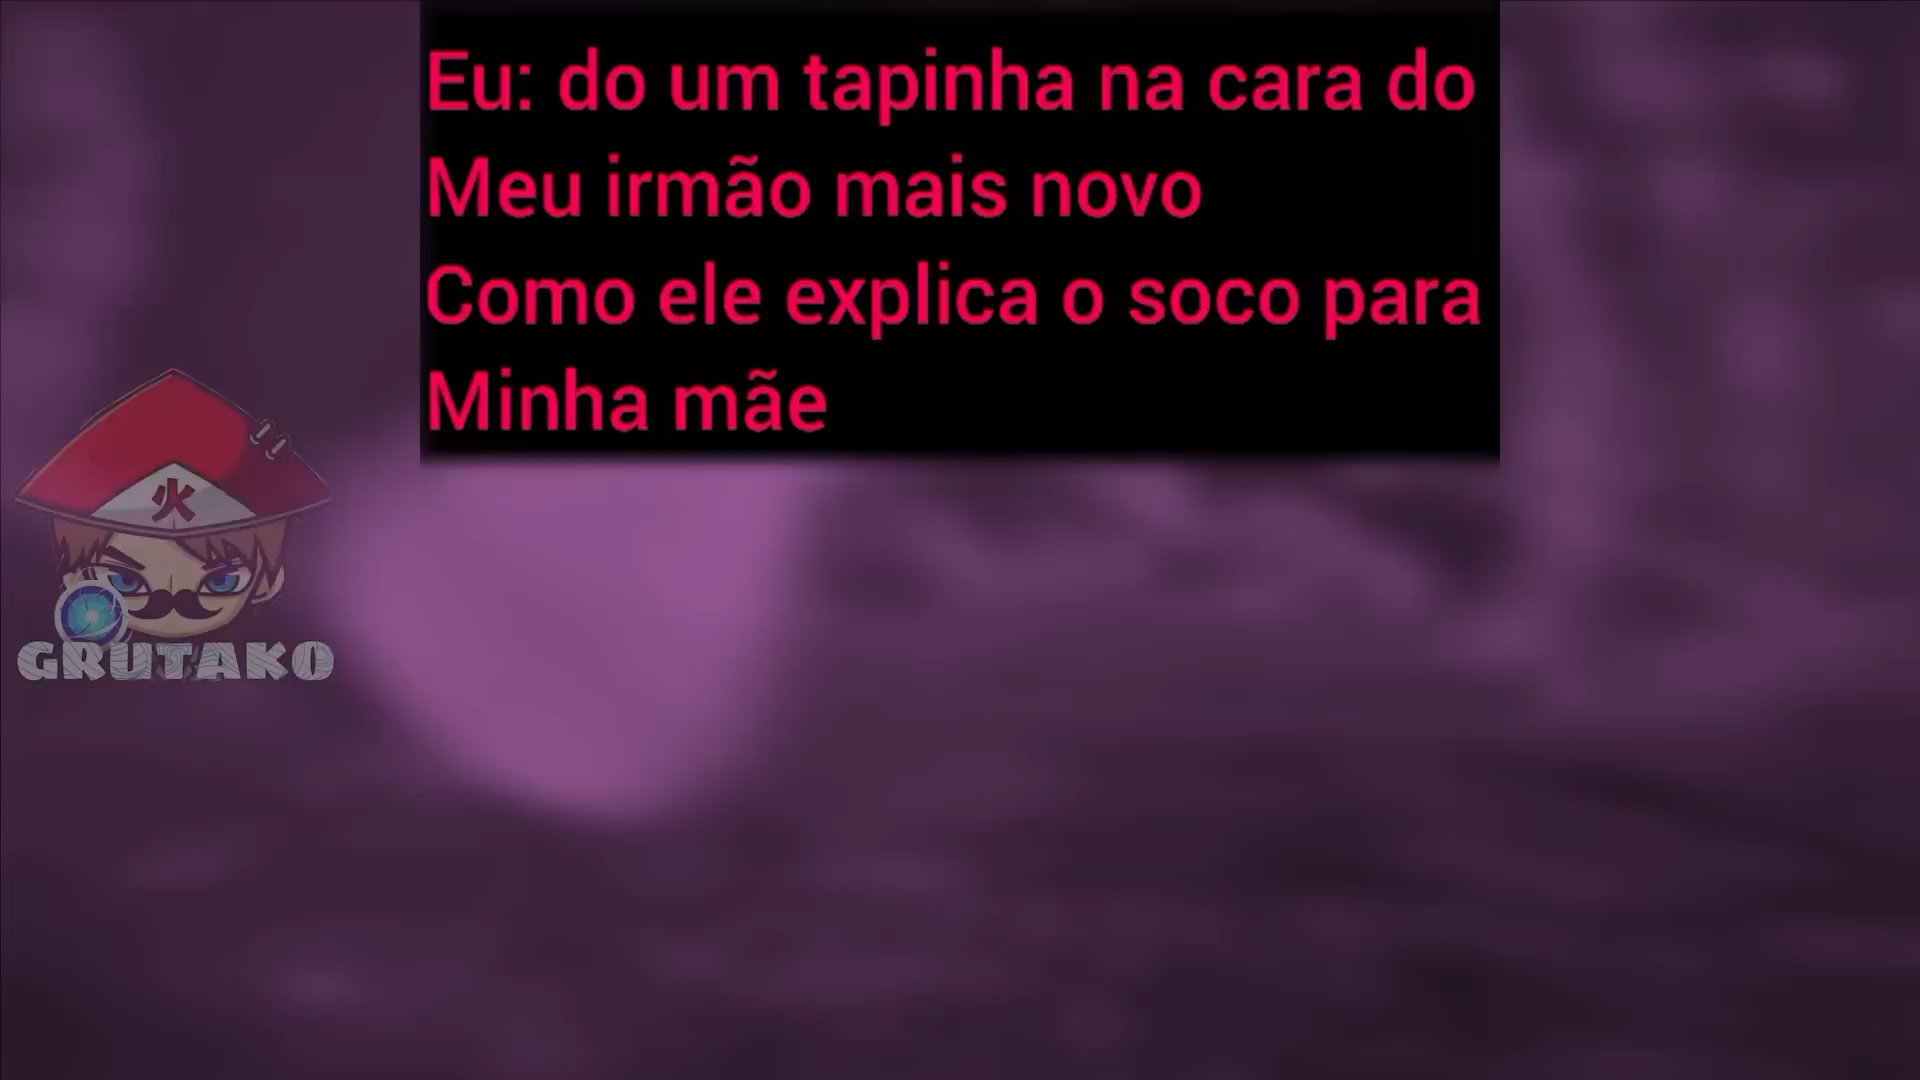 Eu: do um tapinha na cara do
Meu irmão mais novo
Como ele explica o soco para
Minha mãe
火
GRUTAKO